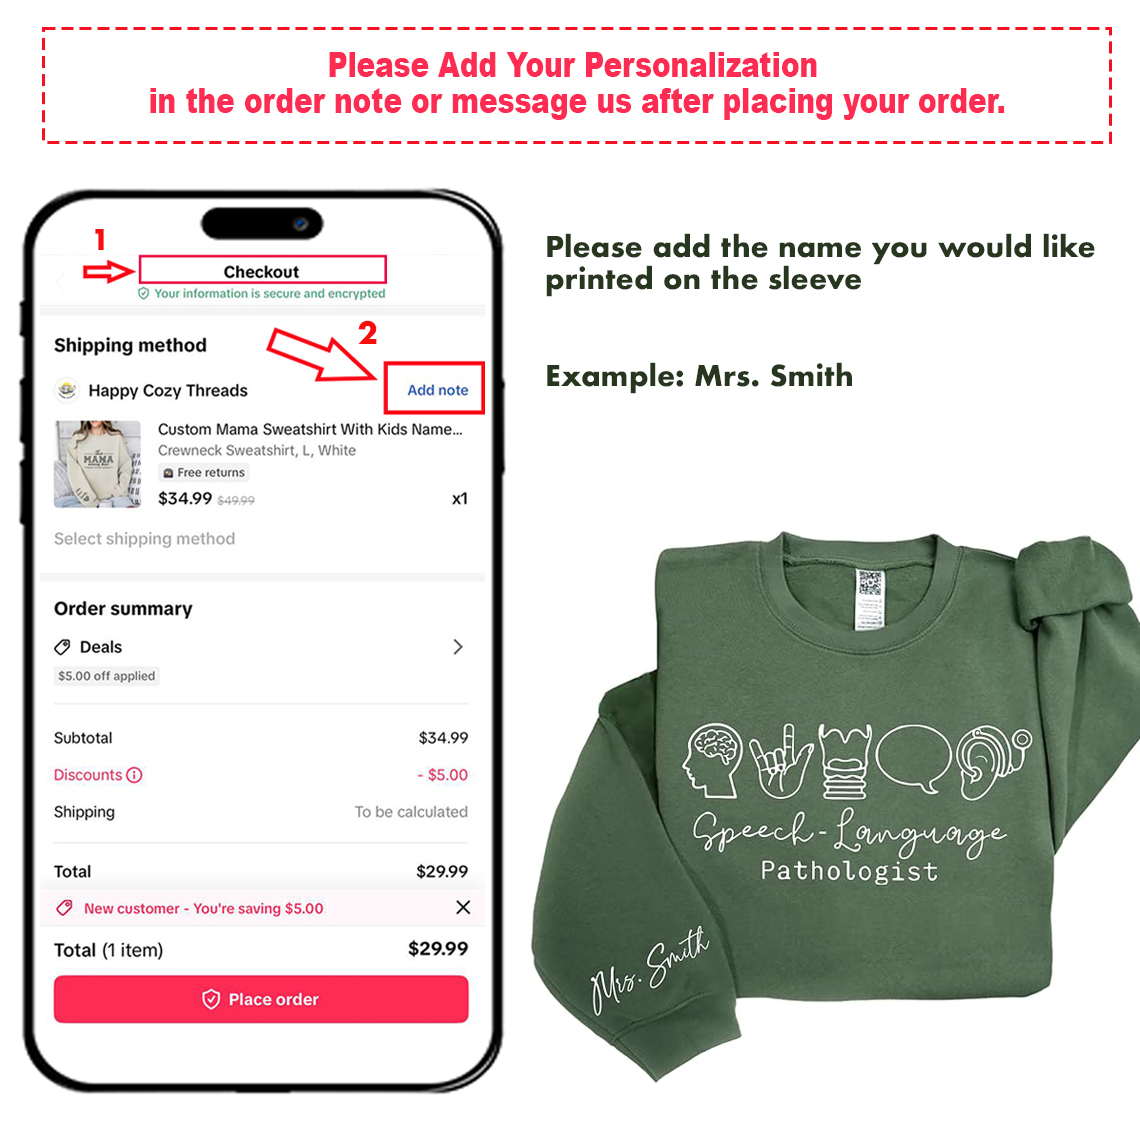 Please Add Your Personalization
in the order note or message us after placing your order.
1
Checkout
Your information is secure and encrypted
2
Shipping method
Happy Cozy Threads
Add note
Custom Mama Sweatshirt With Kids Name...
Crewneck Sweatshirt, L, White
Free returns
$34.99 $49.99
x1
Select shipping method
Order summary
Deals
$5.00 off applied
Subtotal
$34.99
Discounts
- $5.00
Shipping
To be calculated
Total
$29.99
New customer - You're saving $5.00
Total (1 item)
$29.99
Place order
Please add the name you would like
printed on the sleeve
Example: Mrs. Smith
Speech-Language
Pathologist
Mrs. Smith
MAMA